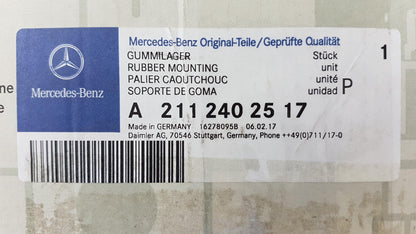 Mercedes-Benz Original-Teile/Geprüfte Qualität
GUMMILAGER Stück 1
RUBBER MOUNTING unit
PALIER CAOUTCHOUC unité P
SOPORTE DE GOMA unidad
Mercedes-Benz
A 211 240 25 17
Made in GERMANY 16278095B 06.02.17
Daimler AG, 70546 Stuttgart, Germany, Phone ++49(0)711/17-0